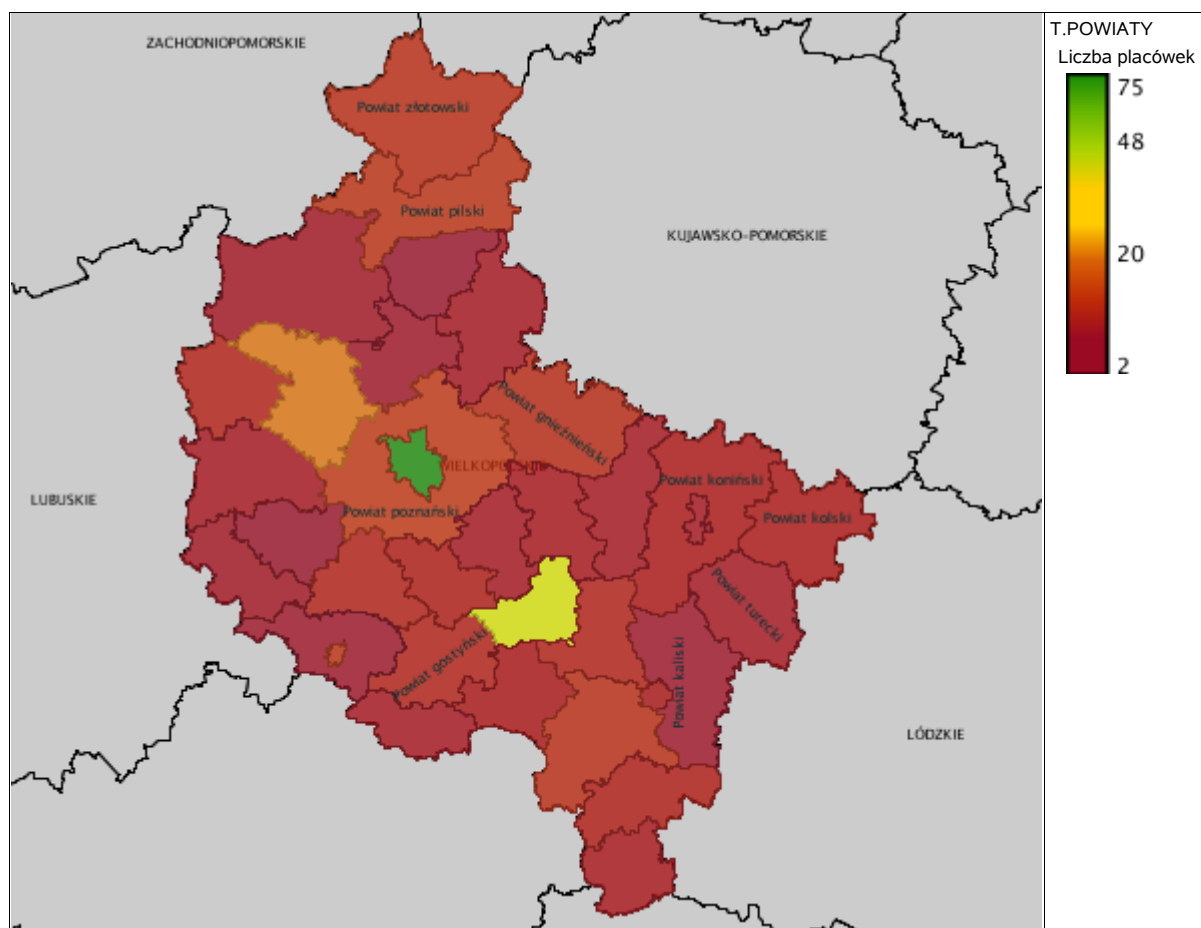 ZACHODNIOPOMORSKIE
Powiat złotowski
Powiat pilski
KUJAWSKO-POMORSKIE
Powiat gnieźnieński
WIELKOPOLSKIE
LUBUSKIE
Powiat poznański
Powiat koniński
Powiat kolski
Powiat turecki
Powiat gostyński
Powiat kaliski
LÓDZKIE
T.POWIATY
Liczba placówek
75
48
20
2